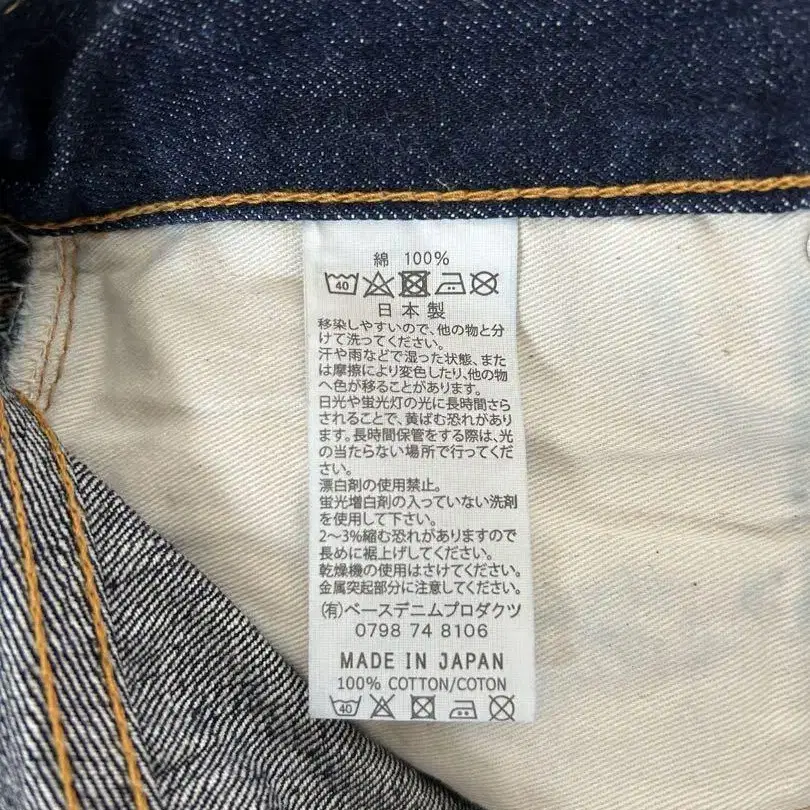 綿 100%
40
日本製
移染しやすいので、他の物と分
けて洗ってください。
汗や雨などで湿った状態、また
は摩擦により変色したり、他の物
へ色が移ることがあります。
日光や蛍光灯の光に長時間さら
されることで、黄ばむ恐れがあり
ます。長時間保管をする際は、光
の当たらない場所で行ってくだ
さい。
漂白剤の使用禁止。
蛍光増白剤の入っていない洗剤
を使用して下さい。
2〜3%縮む恐れがありますので
長めに裾上げしてください。
乾燥機の使用はさけてください。
金属突起部分に注意してください。
(有)ベースデニムプロダクツ
0798 74 8106
MADE IN JAPAN
100% COTTON/COTON
40